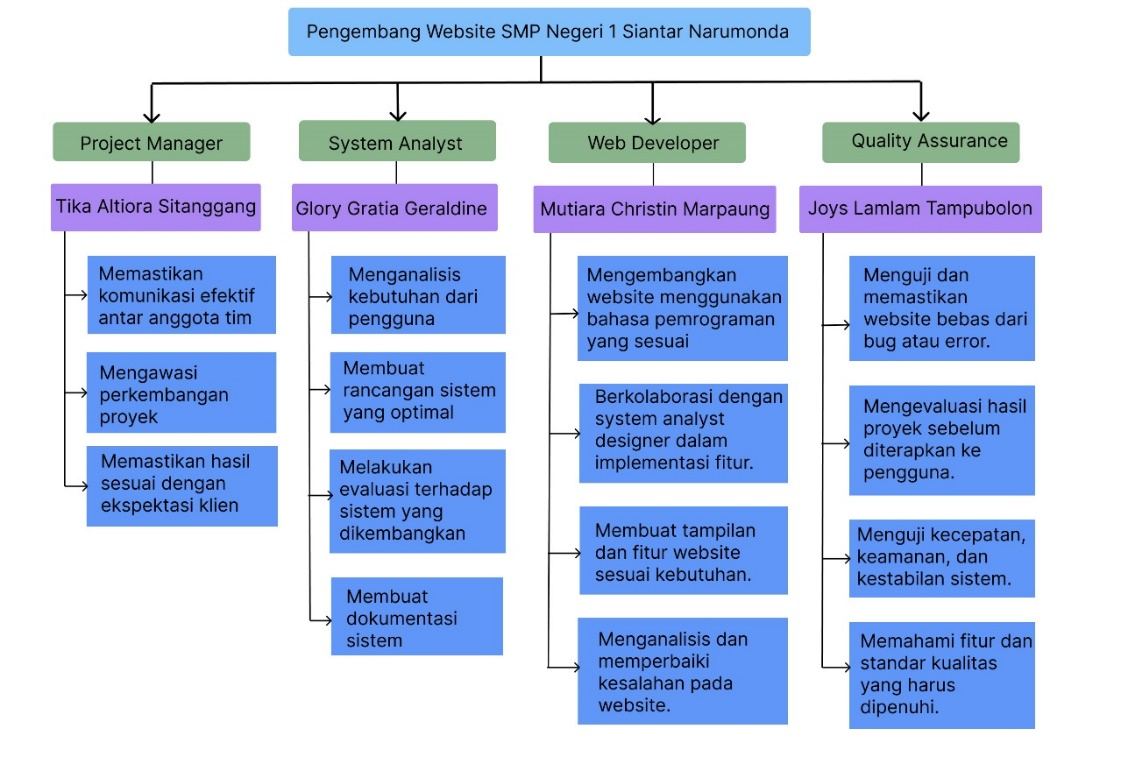 Pengembang Website SMP Negeri 1 Siantar Narumonda
Project Manager
Tika Altiora Sitanggang
Memastikan
komunikasi efektif
antar anggota tim
Mengawasi
perkembangan
proyek
Memastikan hasil
sesuai dengan
ekspektasi klien
System Analyst
Glory Gratia Geraldine
Menganalisis
kebutuhan dari
pengguna
Membuat
rancangan sistem
yang optimal
Melakukan
evaluasi terhadap
sistem yang
dikembangkan
Membuat
dokumentasi
sistem
Web Developer
Mutiara Christin Marpaung
Mengembangkan
website menggunakan
bahasa pemrograman
yang sesuai
Berkolaborasi dengan
system analyst
designer dalam
implementasi fitur.
Membuat tampilan
dan fitur website
sesuai kebutuhan.
Menganalisis dan
memperbaiki
kesalahan pada
website.
Quality Assurance
Joys Lamlam Tampubolon
Menguji dan
memastikan
website bebas dari
bug atau error.
Mengevaluasi hasil
proyek sebelum
diterapkan ke
pengguna.
Menguji kecepatan,
keamanan, dan
kestabilan sistem.
Memahami fitur dan
standar kualitas
yang harus
dipenuhi.